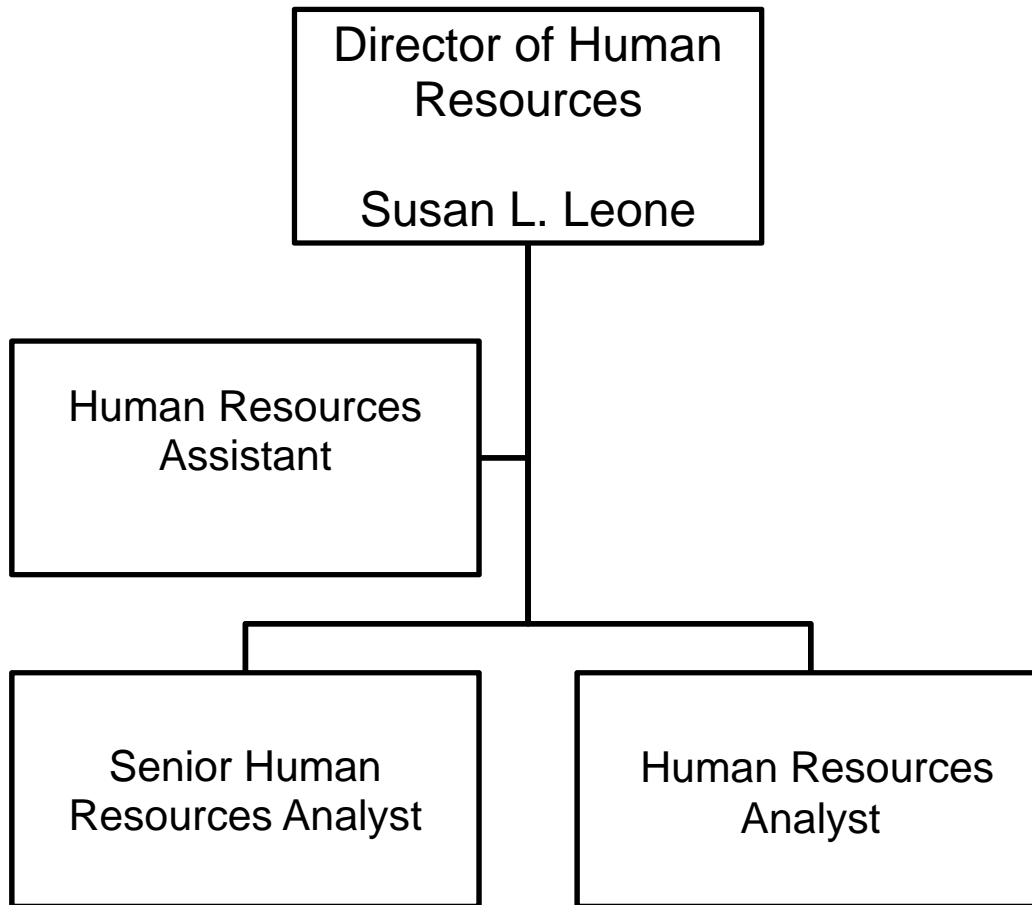 Director of Human
Resources
Susan L. Leone
Human Resources
Assistant
Senior Human
Resources Analyst
Human Resources
Analyst